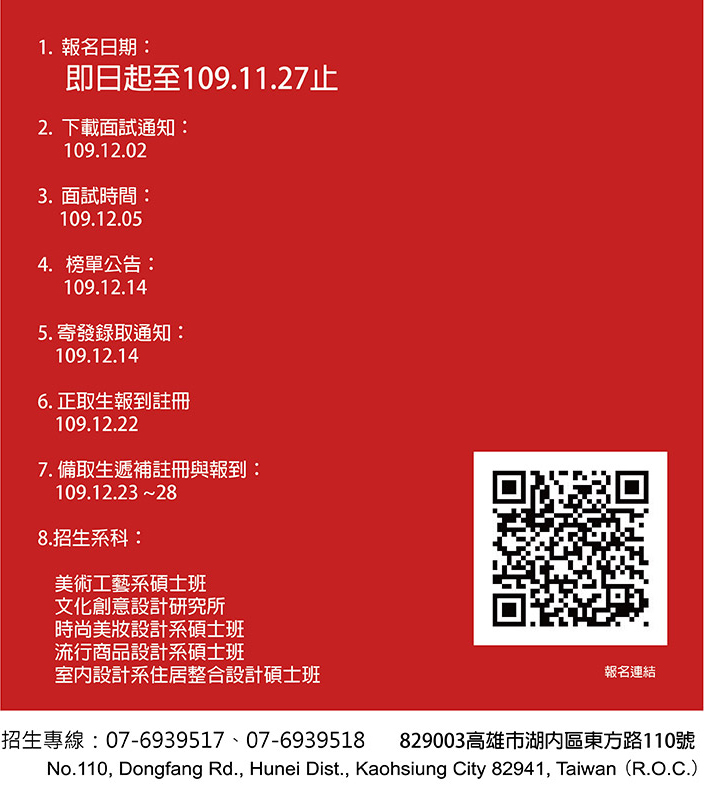 1. 報名日期：
即日起至109.11.27止
2. 下載面試通知：
109.12.02
3. 面試時間：
109.12.05
4. 榜單公告：
109.12.14
5. 寄發錄取通知：
109.12.14
6. 正取生報到註冊
109.12.22
7. 備取生遞補註冊與報到：
109.12.23 ~28
8.招生系科：
美術工藝系碩士班
文化創意設計研究所
時尚美妝設計系碩士班
流行商品設計系碩士班
室內設計系住居整合設計碩士班
報名連結
招生專線：07-6939517、07-6939518 829003高雄市湖內區東方路110號
No.110, Dongfang Rd., Hunei Dist., Kaohsiung City 82941, Taiwan（R.O.C.）